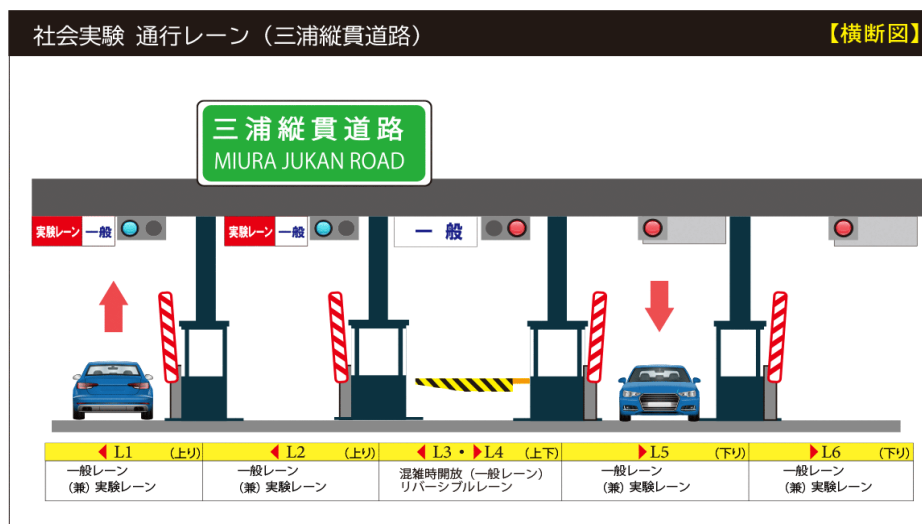 社会実験 通行レーン（三浦縦貫道路）
【横断図】
三浦縦貫道路
MIURA JUKAN ROAD
実験レーン 一般
実験レーン 一般
一般
L1 (上り)
一般レーン
(兼) 実験レーン
L2 (上り)
一般レーン
(兼) 実験レーン
L3・L4 (上下)
混雑時開放（一般レーン）
リバーシブルレーン
L5 (下り)
一般レーン
(兼) 実験レーン
L6 (下り)
一般レーン
(兼) 実験レーン